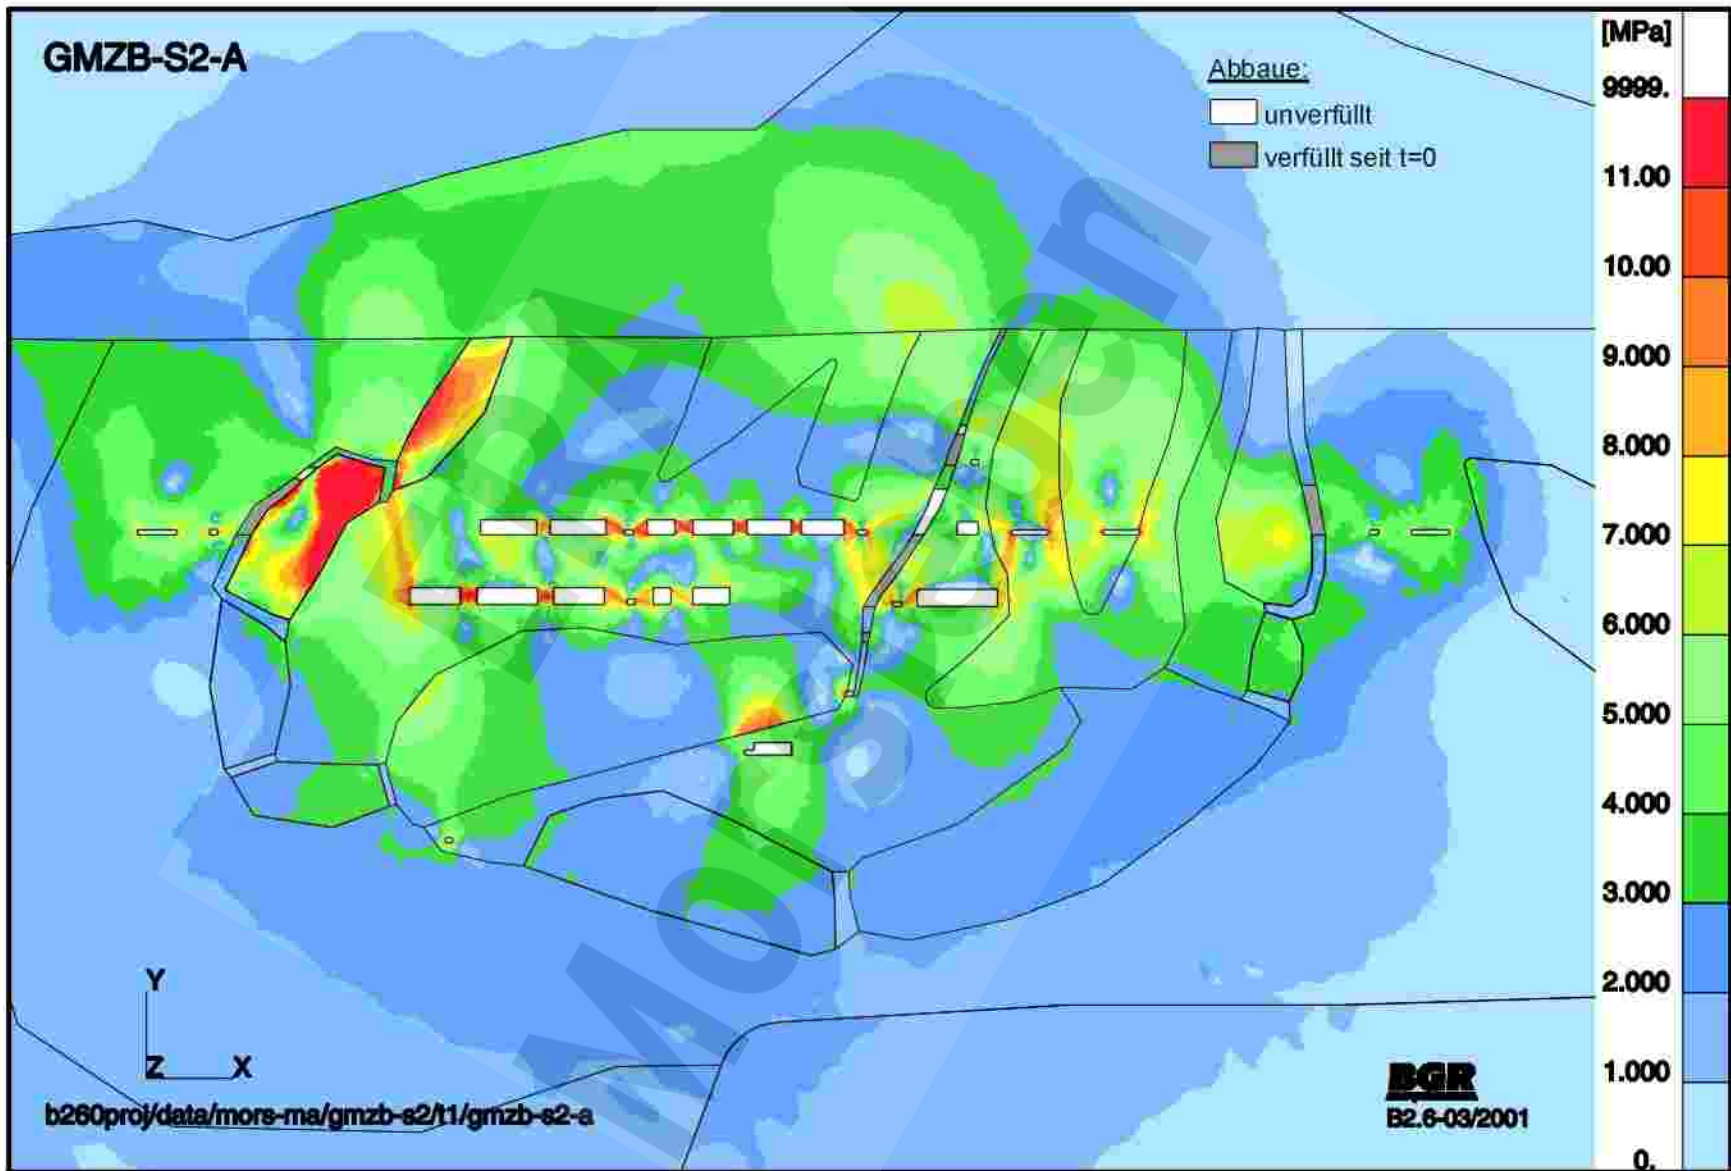 GMZB-S2-A
Abbaue:
unverfüllt
verfüllt seit t=0
[MPa]
9999.
11.00
10.00
9.000
8.000
7.000
6.000
5.000
4.000
3.000
2.000
1.000
0.
Y
Z X
b260proj/data/mors-ma/gmzb-s2/t1/gmzb-s2-a
BGR
B2.6-03/2001